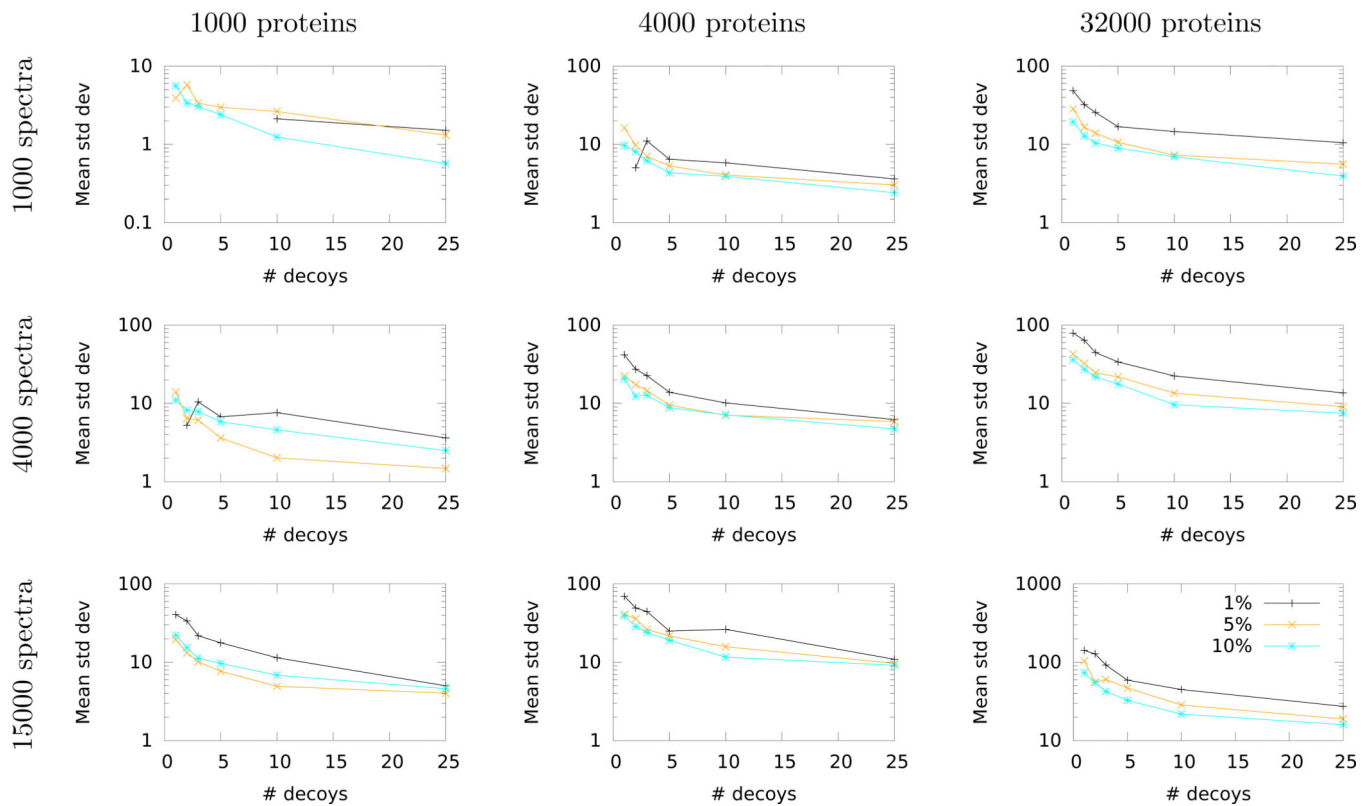 1000 proteins
4000 proteins
32000 proteins
1000 spectra
Mean std dev
10
1
0.1
0 5 10 15 20 25
# decoys
Mean std dev
100
10
1
0 5 10 15 20 25
# decoys
Mean std dev
100
10
1
0 5 10 15 20 25
# decoys
4000 spectra
Mean std dev
100
10
1
0 5 10 15 20 25
# decoys
Mean std dev
100
10
1
0 5 10 15 20 25
# decoys
Mean std dev
100
10
1
0 5 10 15 20 25
# decoys
15000 spectra
Mean std dev
100
10
1
0 5 10 15 20 25
# decoys
Mean std dev
100
10
1
0 5 10 15 20 25
# decoys
Mean std dev
1000
100
10
1%
5%
10%
0 5 10 15 20 25
# decoys